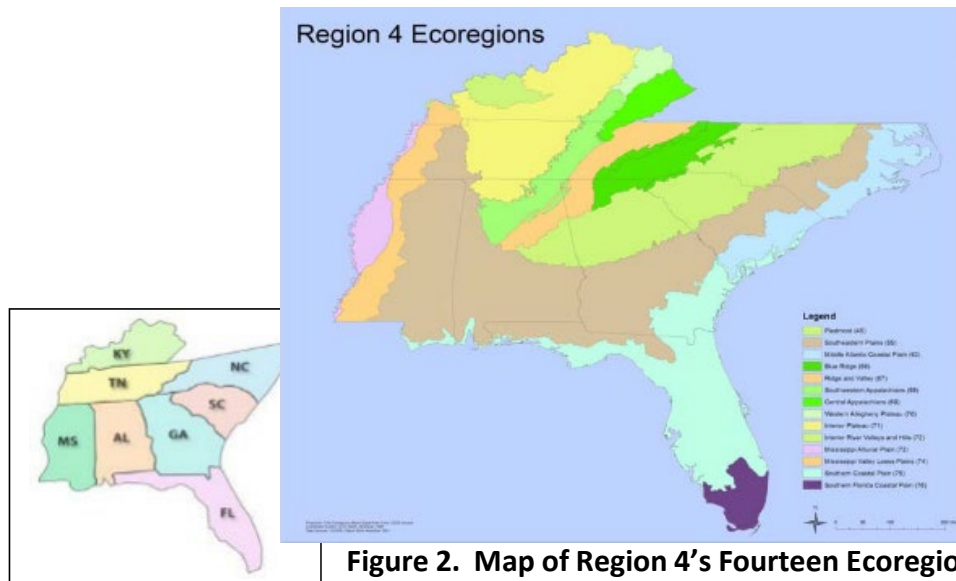 Region 4 Ecoregions
Legend
Piedmont (45)
Southeastern Plains (65)
Middle Atlantic Coastal Plain (63)
Blue Ridge (66)
Ridge and Valley (67)
Southwestern Appalachians (68)
Central Appalachians (69)
Western Allegheny Plateau (70)
Interior Plateau (71)
Interior River Valleys and Hills (72)
Mississippi Alluvial Plain (73)
Mississippi Valley Loess Plains (74)
Southern Coastal Plain (75)
Southern Florida Coastal Plain (76)
KY
TN
NC
SC
MS
AL
GA
FL
Figure 2. Map of Region 4's Fourteen Ecoregio